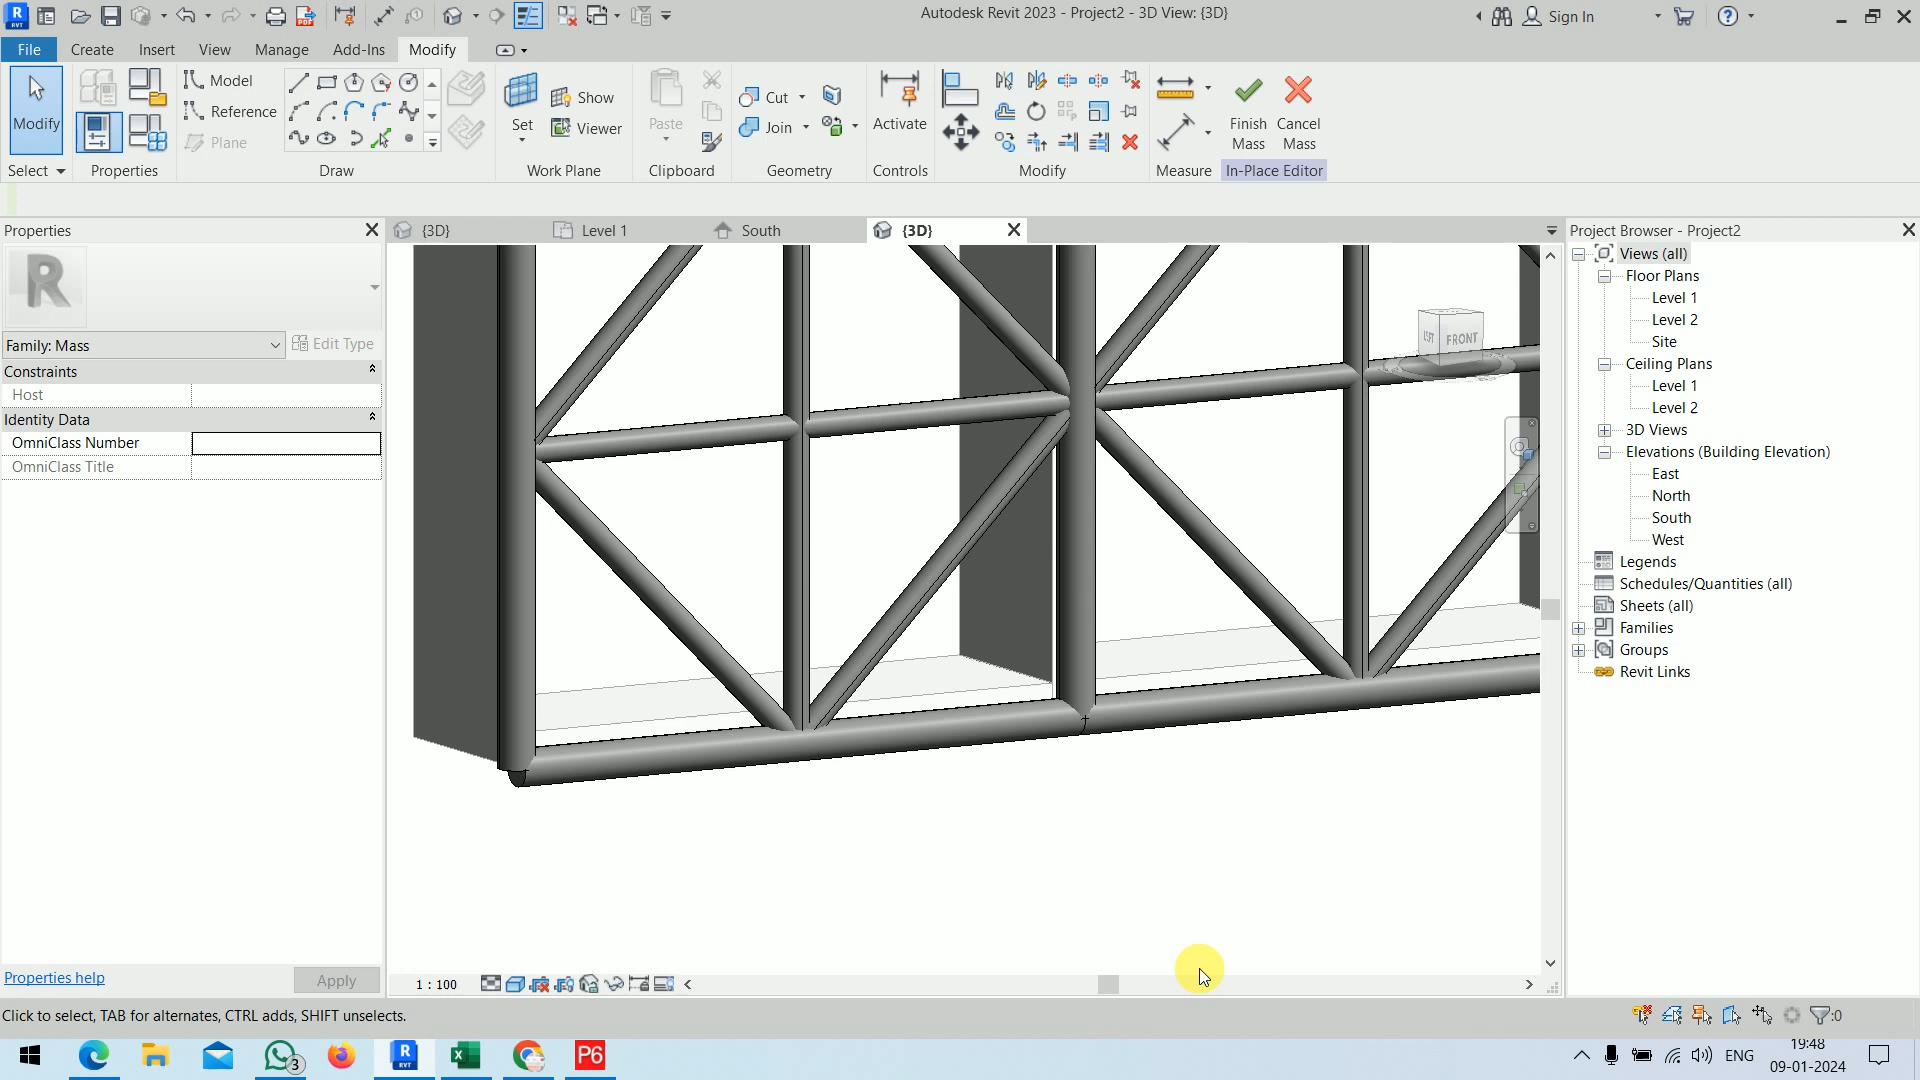 Autodesk Revit 2023 - Project2 - 3D View: {3D}
Sign In
File Create Insert View Manage Add-Ins Modify
Modify
Select
Properties
Model
Reference
Plane
Draw
Set
Show
Viewer
Work Plane
Paste
Clipboard
Cut
Join
Geometry
Activate
Controls
Modify
Measure
Finish Mass
Cancel Mass
In-Place Editor
Properties
R
Family: Mass
Edit Type
Constraints
Host
Identity Data
OmniClass Number
OmniClass Title
Properties help
Apply
{3D}
Level 1
South
{3D}
LEFT FRONT
1 : 100
Project Browser - Project2
Views (all)
Floor Plans
Level 1
Level 2
Site
Ceiling Plans
Level 1
Level 2
3D Views
Elevations (Building Elevation)
East
North
South
West
Legends
Schedules/Quantities (all)
Sheets (all)
Families
Groups
Revit Links
Click to select, TAB for alternates, CTRL adds, SHIFT unselects.
:0
3
R
RVT
P6
ENG
19:48
09-01-2024